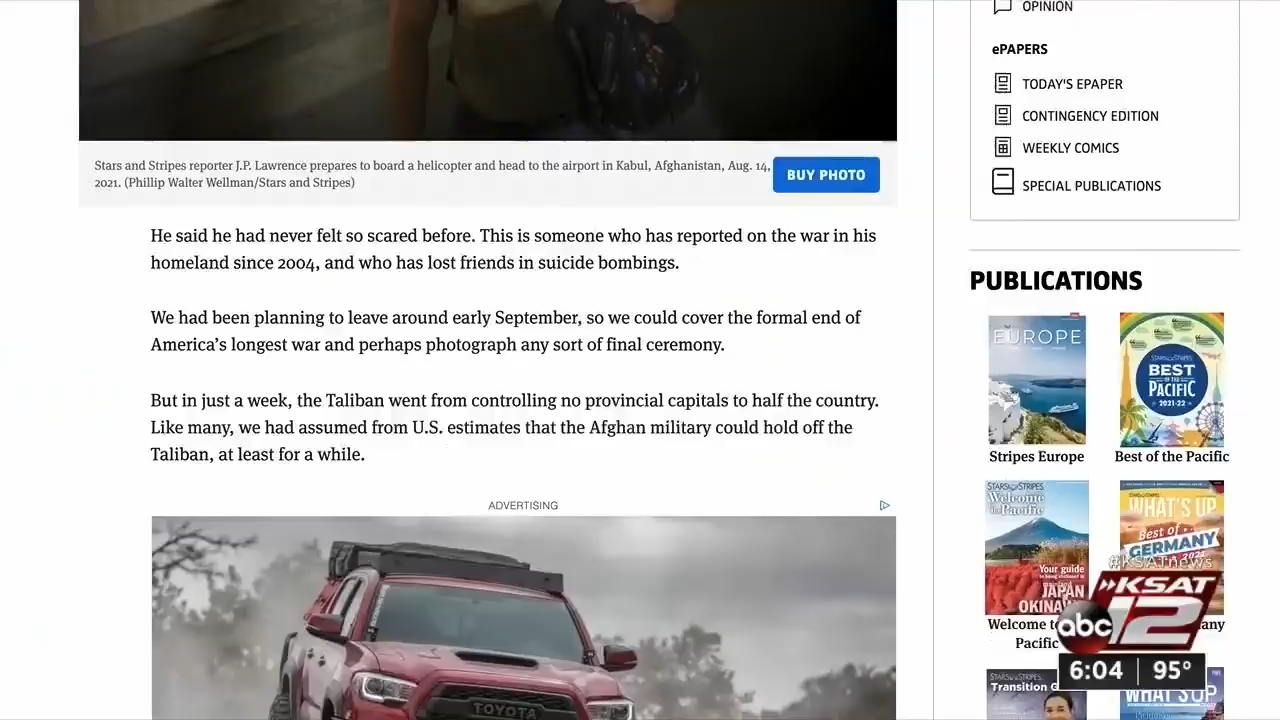 Stars and Stripes reporter J.P. Lawrence prepares to board a helicopter and head to the airport in Kabul, Afghanistan, Aug. 14,
2021. (Phillip Walter Wellman/Stars and Stripes)
BUY PHOTO
He said he had never felt so scared before. This is someone who has reported on the war in his
homeland since 2004, and who has lost friends in suicide bombings.
We had been planning to leave around early September, so we could cover the formal end of
America's longest war and perhaps photograph any sort of final ceremony.
But in just a week, the Taliban went from controlling no provincial capitals to half the country.
Like many, we had assumed from U.S. estimates that the Afghan military could hold off the
Taliban, at least for a while.
ADVERTISING
TOYOTA
OPINION
ePAPERS
TODAY'S EPAPER
CONTINGENCY EDITION
WEEKLY COMICS
SPECIAL PUBLICATIONS
PUBLICATIONS
EUROPE
Stripes Europe
STARS AND STRIPES
BEST
OF THE
PACIFIC
2021-22
Best of the Pacific
STARS AND STRIPES
Welcome
to the Pacific
Your guide
JAPAN
OKINAWA
Welcome to
Pacific
WHAT'S UP
Best of
GERMANY
2021
any
#KSATnews
KSAT
abc 12
6:04 95°
STARS AND STRIPES
Transition G
WHAT'S UP